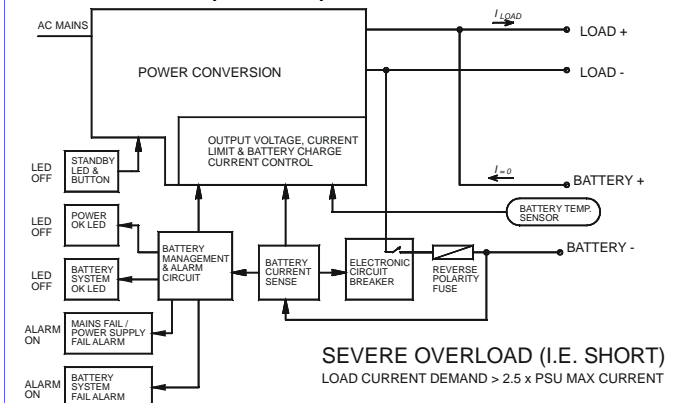 AC MAINS
I LOAD
LOAD +
POWER CONVERSION
LOAD -
OUTPUT VOLTAGE, CURRENT
LIMIT & BATTERY CHARGE
CURRENT CONTROL
LED
OFF
STANDBY
LED &
BUTTON
I = 0
BATTERY +
BATTERY TEMP.
SENSOR
LED
OFF
POWER
OK LED
BATTERY
MANAGEMENT
& ALARM
CIRCUIT
BATTERY
CURRENT
SENSE
ELECTRONIC
CIRCUIT
BREAKER
REVERSE
POLARITY
FUSE
BATTERY -
LED
OFF
BATTERY
SYSTEM
OK LED
ALARM
ON
MAINS FAIL /
POWER SUPPLY
FAIL ALARM
ALARM
ON
BATTERY
SYSTEM
FAIL ALARM
SEVERE OVERLOAD (I.E. SHORT)
LOAD CURRENT DEMAND > 2.5 x PSU MAX CURRENT